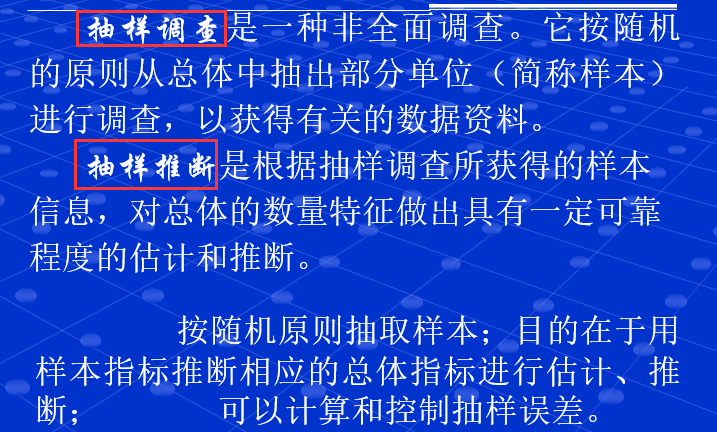 抽样调查是一种非全面调查。它按随机
的原则从总体中抽出部分单位（简称样本）
进行调查，以获得有关的数据资料。
抽样推断是根据抽样调查所获得的样本
信息，对总体的数量特征做出具有一定可靠
程度的估计和推断。
按随机原则抽取样本；目的在于用
样本指标推断相应的总体指标进行估计、推
断； 可以计算和控制抽样误差。